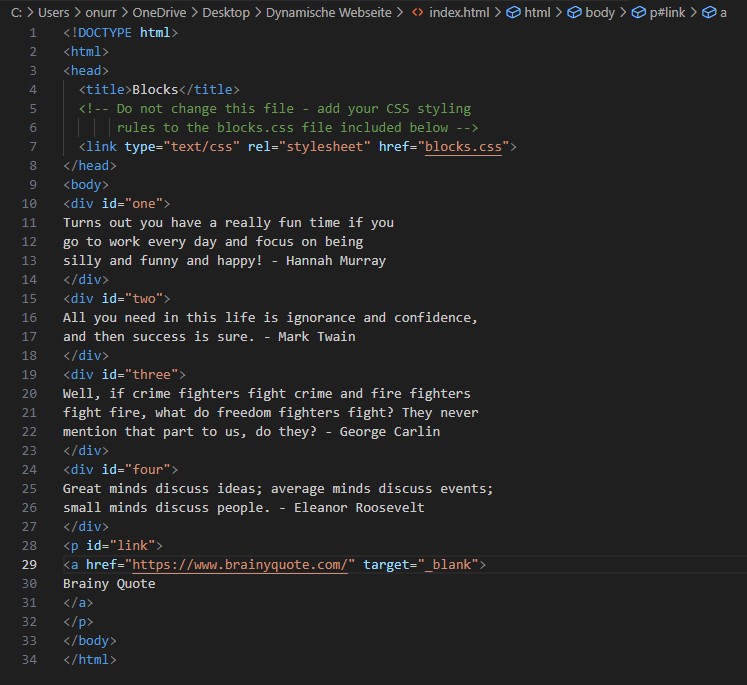 C: > Users > onurr > OneDrive > Desktop > Dynamische Webseite > <> index.html > html > body > p#link > a
1 <!DOCTYPE html>
2 <html>
3 <head>
4   <title>Blocks</title>
5   <!-- Do not change this file - add your CSS styling
6        rules to the blocks.css file included below -->
7   <link type="text/css" rel="stylesheet" href="blocks.css">
8 </head>
9 <body>
10 <div id="one">
11 Turns out you have a really fun time if you
12 go to work every day and focus on being
13 silly and funny and happy! - Hannah Murray
14 </div>
15 <div id="two">
16 All you need in this life is ignorance and confidence,
17 and then success is sure. - Mark Twain
18 </div>
19 <div id="three">
20 Well, if crime fighters fight crime and fire fighters
21 fight fire, what do freedom fighters fight? They never
22 mention that part to us, do they? - George Carlin
23 </div>
24 <div id="four">
25 Great minds discuss ideas; average minds discuss events;
26 small minds discuss people. - Eleanor Roosevelt
27 </div>
28 <p id="link">
29 <a href="https://www.brainyquote.com/" target="_blank">
30 Brainy Quote
31 </a>
32 </p>
33 </body>
34 </html>